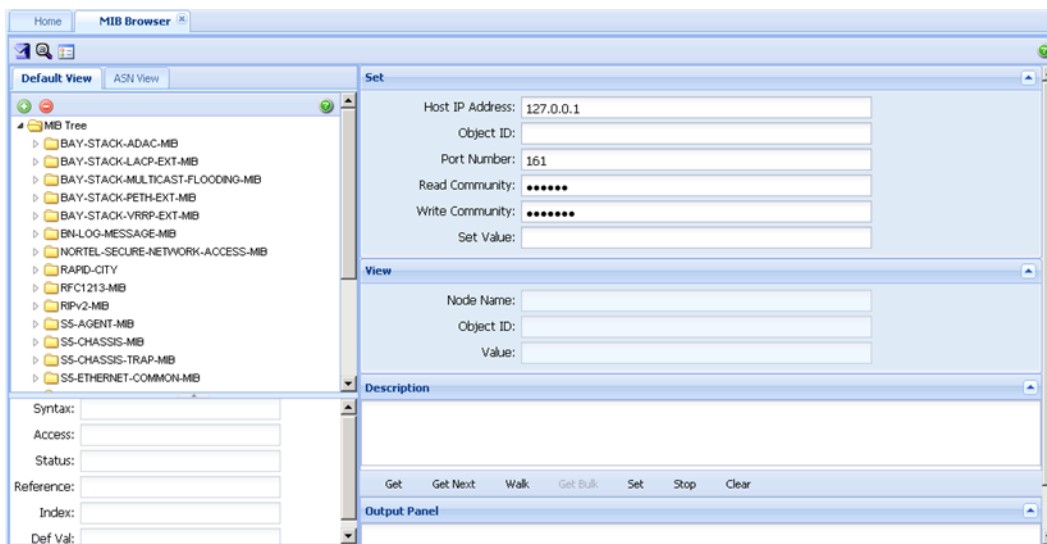 Home
MIB Browser
Default View
ASN View
MIB Tree
BAY-STACK-ADAC-MIB
BAY-STACK-LACP-EXT-MIB
BAY-STACK-MULTICAST-FLOODING-MIB
BAY-STACK-PETH-EXT-MIB
BAY-STACK-VRRP-EXT-MIB
BN-LOG-MESSAGE-MIB
NORTEL-SECURE-NETWORK-ACCESS-MIB
RAPID-CITY
RFC1213-MIB
RIPv2-MIB
S5-AGENT-MIB
S5-CHASSIS-MIB
S5-CHASSIS-TRAP-MIB
S5-ETHERNET-COMMON-MIB
Syntax:
Access:
Status:
Reference:
Index:
Def Val:
Set
Host IP Address: 127.0.0.1
Object ID:
Port Number: 161
Read Community: ••••••
Write Community: •••••••
Set Value:
View
Node Name:
Object ID:
Value:
Description
Get Get Next Walk Get Bulk Set Stop Clear
Output Panel